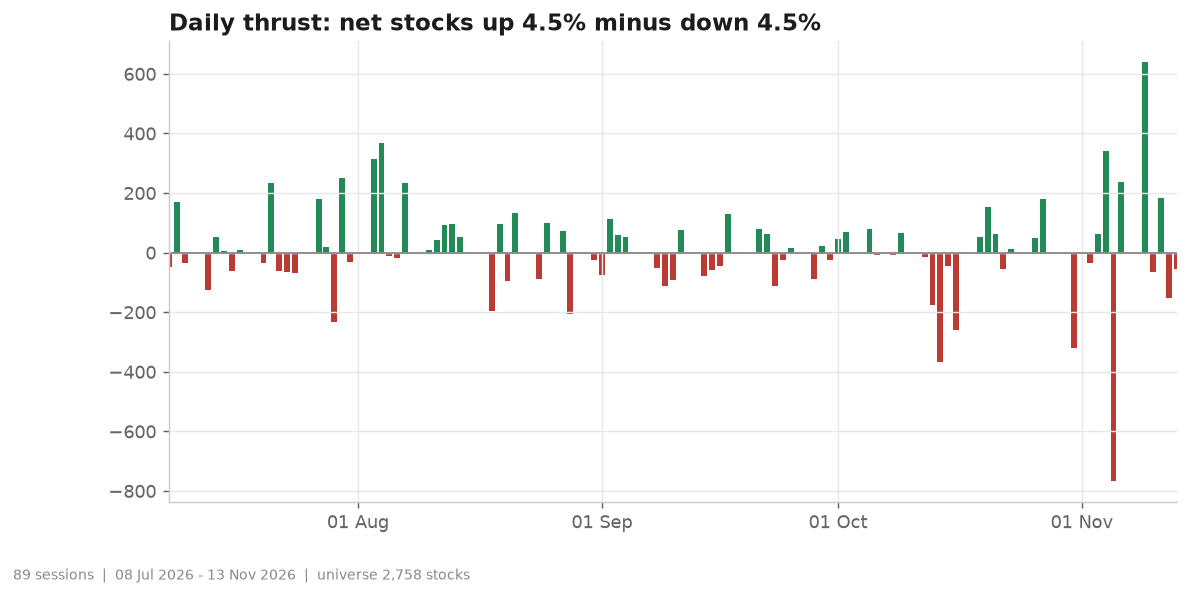 Daily thrust: net stocks up 4.5% minus down 4.5%
600
400
200
0
−200
−400
−600
−800
01 Aug
01 Sep
01 Oct
01 Nov
89 sessions | 08 Jul 2026 - 13 Nov 2026 | universe 2,758 stocks